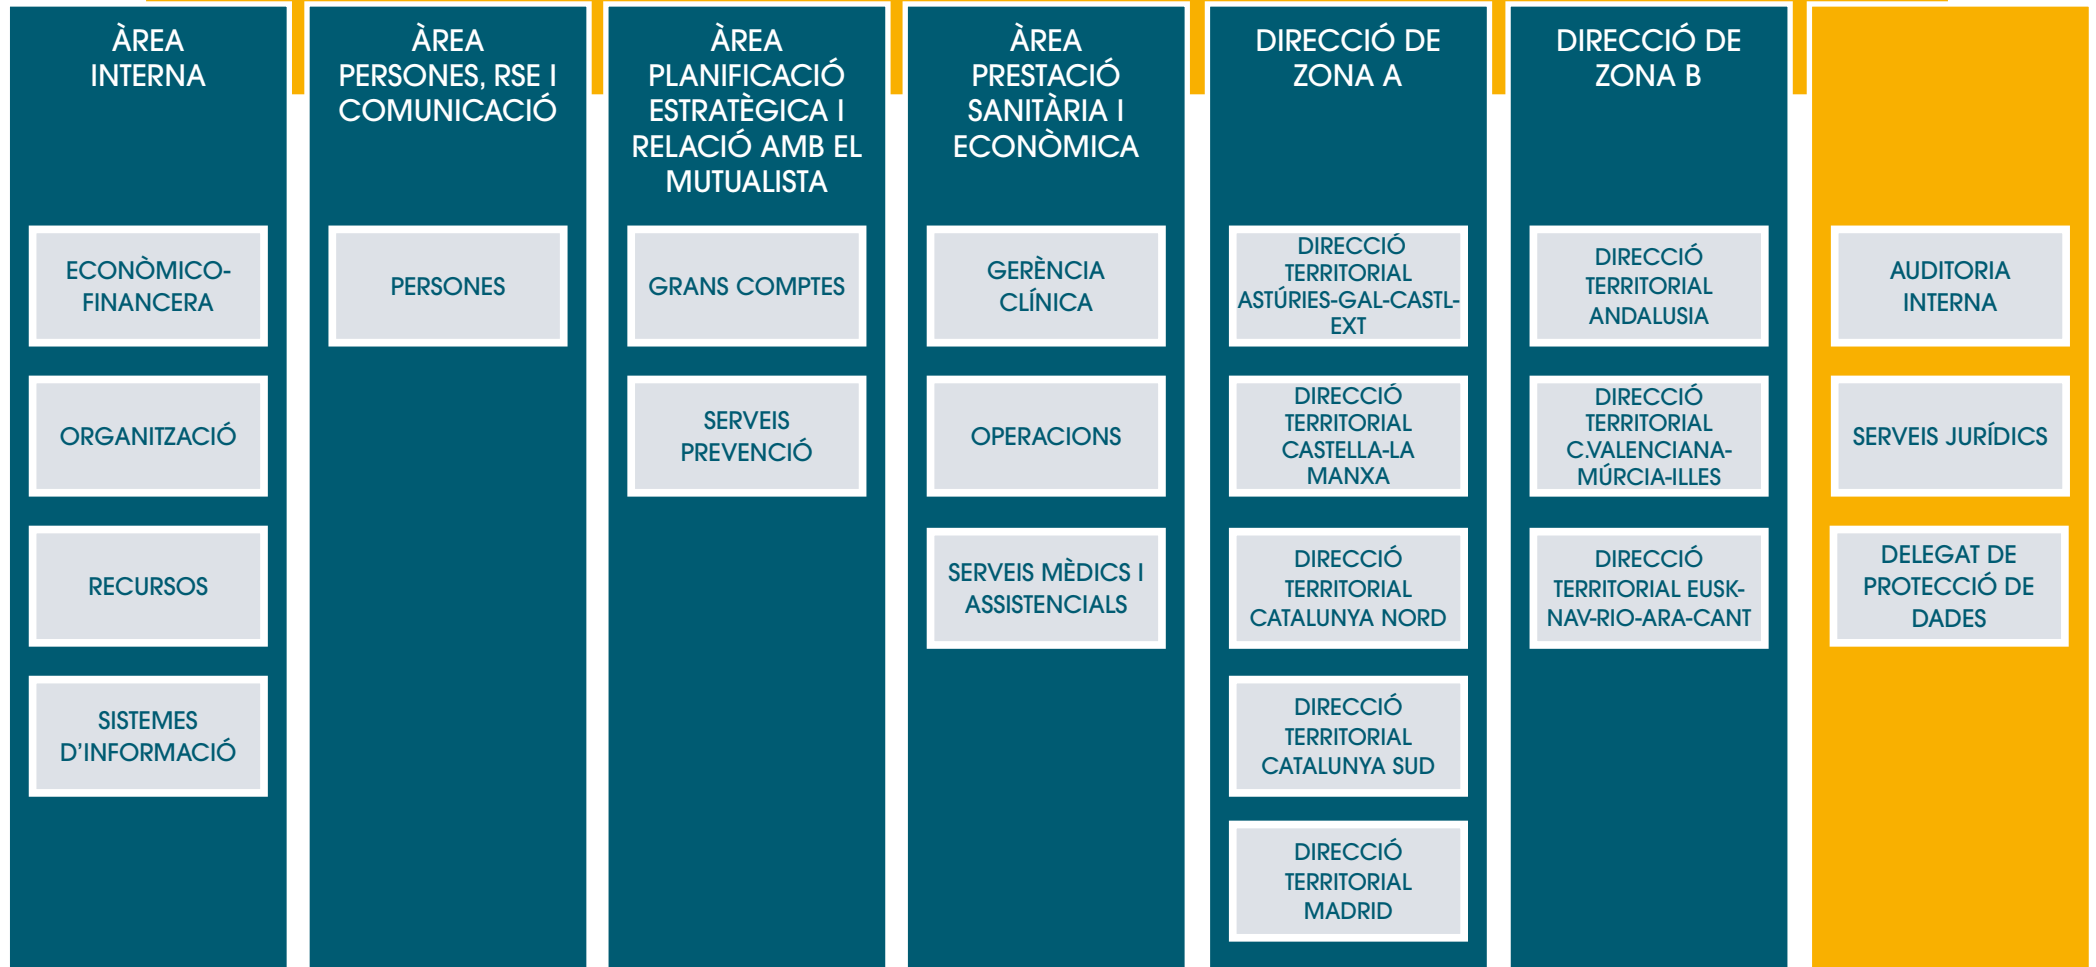 ÀREA
INTERNA
ECONÒMICO-
FINANCERA
ORGANITZACIÓ
RECURSOS
SISTEMES
D’INFORMACIÓ
ÀREA
PERSONES, RSE I
COMUNICACIÓ
PERSONES
ÀREA
PLANIFICACIÓ
ESTRATÈGICA I
RELACIÓ AMB EL
MUTUALISTA
GRANS COMPTES
SERVEIS
PREVENCIÓ
ÀREA
PRESTACIÓ
SANITÀRIA I
ECONÒMICA
GERÈNCIA
CLÍNICA
OPERACIONS
SERVEIS MÈDICS I
ASSISTENCIALS
DIRECCIÓ DE
ZONA A
DIRECCIÓ
TERRITORIAL
ASTÚRIES-GAL-CASTL-
EXT
DIRECCIÓ
TERRITORIAL
CASTELLA-LA
MANXA
DIRECCIÓ
TERRITORIAL
CATALUNYA NORD
DIRECCIÓ
TERRITORIAL
CATALUNYA SUD
DIRECCIÓ
TERRITORIAL
MADRID
DIRECCIÓ DE
ZONA B
DIRECCIÓ
TERRITORIAL
ANDALUSIA
DIRECCIÓ
TERRITORIAL
C.VALENCIANA-
MÚRCIA-ILLES
DIRECCIÓ
TERRITORIAL EUSK-
NAV-RIO-ARA-CANT
AUDITORIA
INTERNA
SERVEIS JURÍDICS
DELEGAT DE
PROTECCIÓ DE
DADES